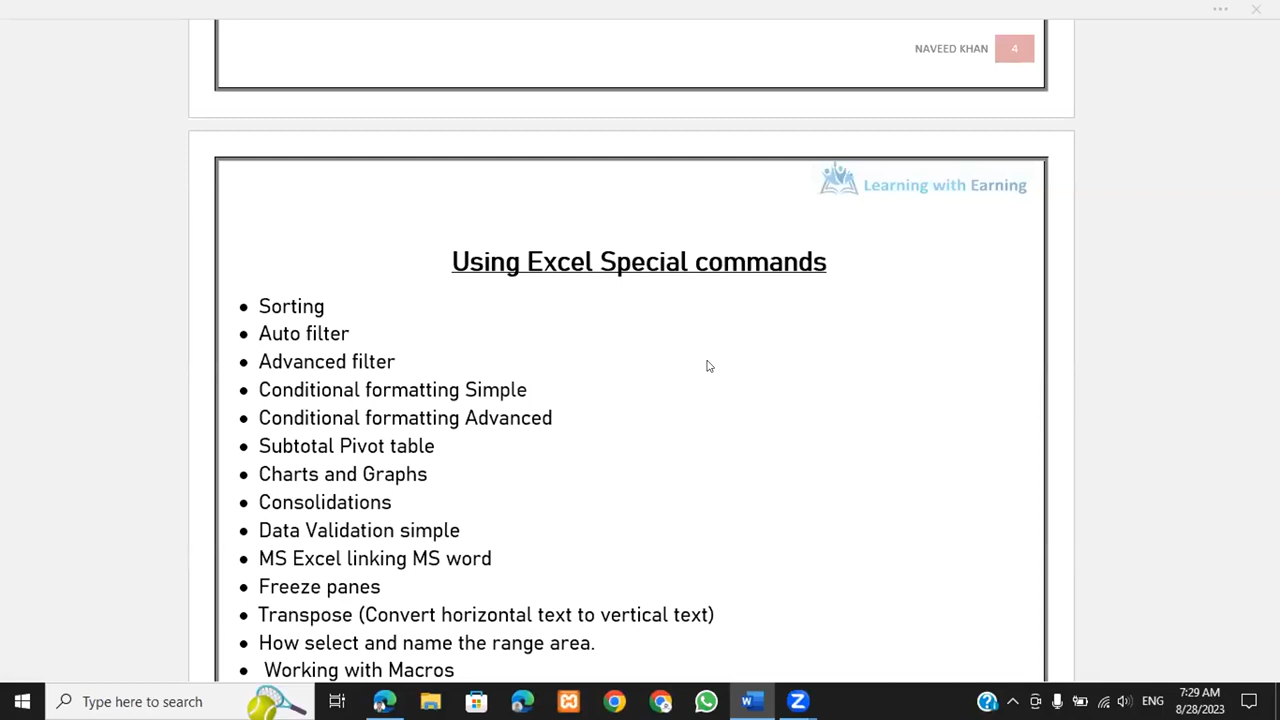 NAVEED KHAN 4
Learning with Earning
Using Excel Special commands
• Sorting
• Auto filter
• Advanced filter
• Conditional formatting Simple
• Conditional formatting Advanced
• Subtotal Pivot table
• Charts and Graphs
• Consolidations
• Data Validation simple
• MS Excel linking MS word
• Freeze panes
• Transpose (Convert horizontal text to vertical text)
• How select and name the range area.
• Working with Macros
Type here to search
ENG
7:29 AM
8/28/2023